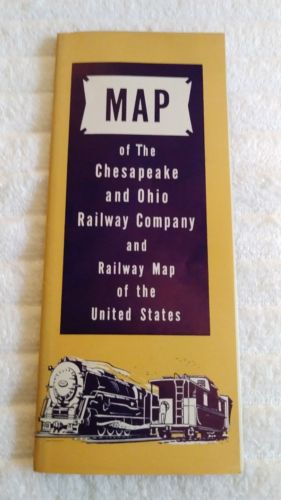 MAP
of The
Chesapeake
and Ohio
Railway Company
and
Railway Map
of the
United States